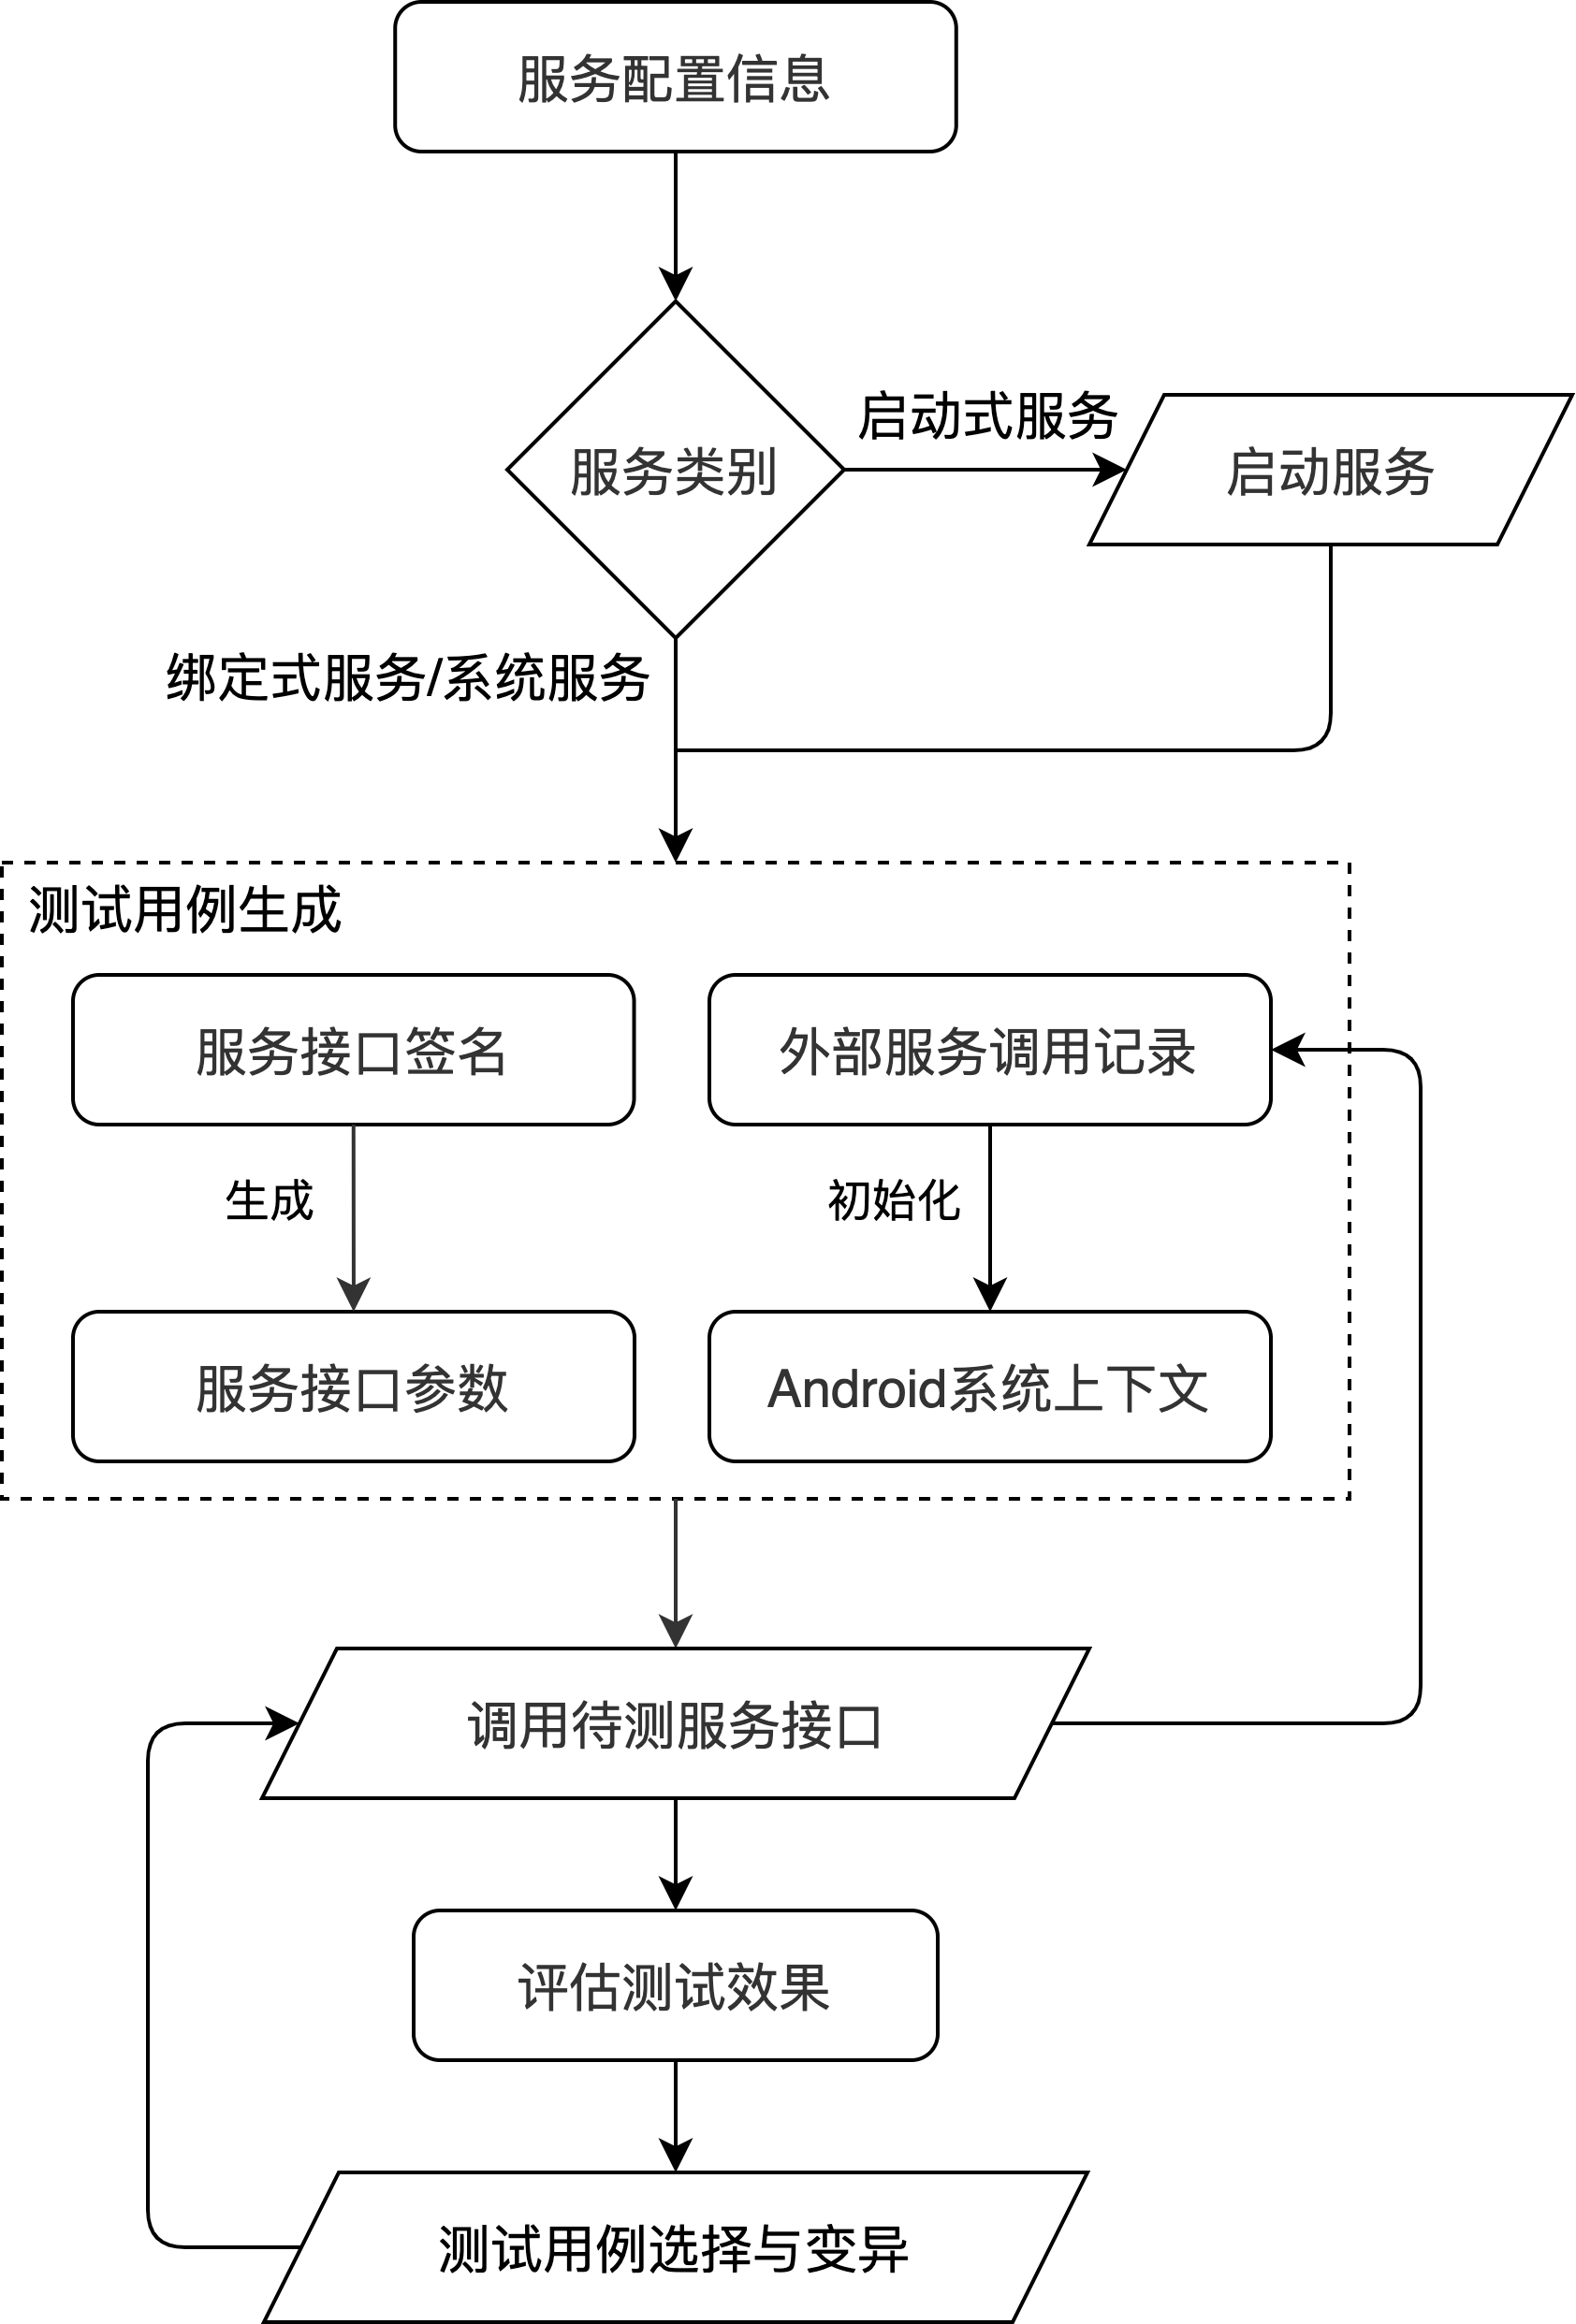 服务配置信息
启动式服务
服务类别
启动服务
绑定式服务/系统服务
测试用例生成
服务接口签名
外部服务调用记录
生成
初始化
服务接口参数
Android系统上下文
调用待测服务接口
评估测试效果
测试用例选择与变异